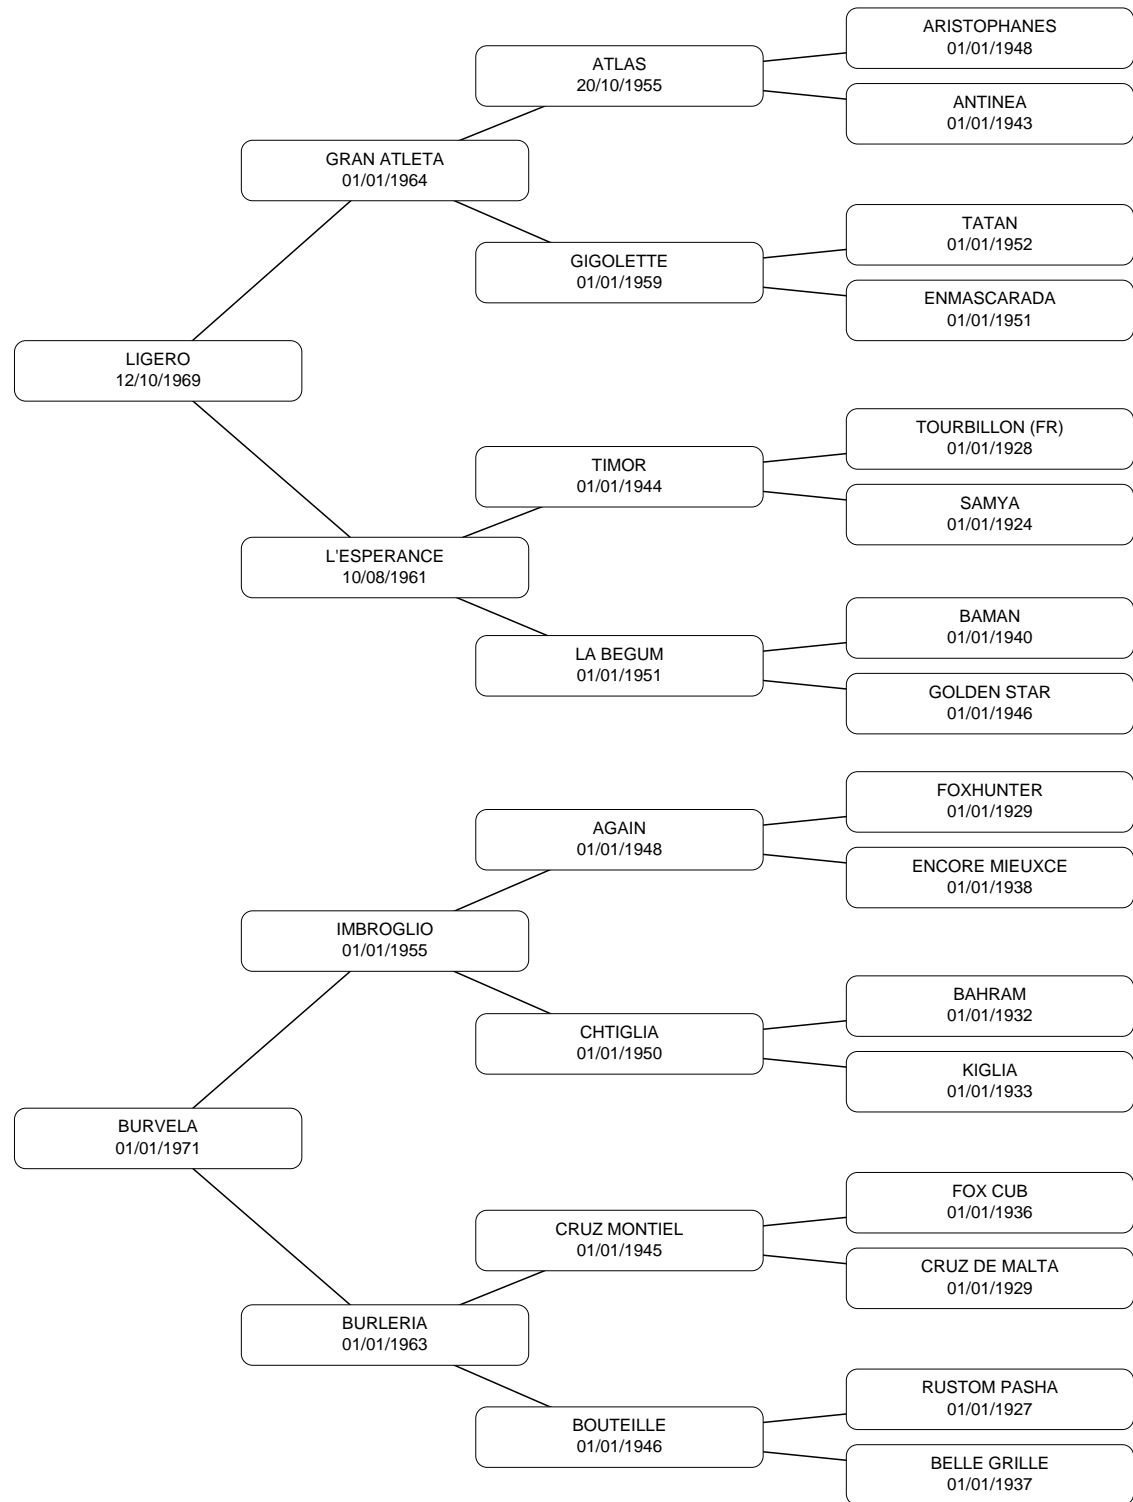 ARISTOPHANES
01/01/1948
ATLAS
20/10/1955
ANTINEA
01/01/1943
GRAN ATLETA
01/01/1964
TATAN
01/01/1952
GIGOLETTE
01/01/1959
ENMASCARADA
01/01/1951
LIGERO
12/10/1969
TOURBILLON (FR)
01/01/1928
TIMOR
01/01/1944
SAMYA
01/01/1924
L'ESPERANCE
10/08/1961
BAMAN
01/01/1940
LA BEGUM
01/01/1951
GOLDEN STAR
01/01/1946
FOXHUNTER
01/01/1929
AGAIN
01/01/1948
ENCORE MIEUXCE
01/01/1938
IMBROGLIO
01/01/1955
BAHRAM
01/01/1932
CHTIGLIA
01/01/1950
KIGLIA
01/01/1933
BURVELA
01/01/1971
FOX CUB
01/01/1936
CRUZ MONTIEL
01/01/1945
CRUZ DE MALTA
01/01/1929
BURLERIA
01/01/1963
RUSTOM PASHA
01/01/1927
BOUTEILLE
01/01/1946
BELLE GRILLE
01/01/1937